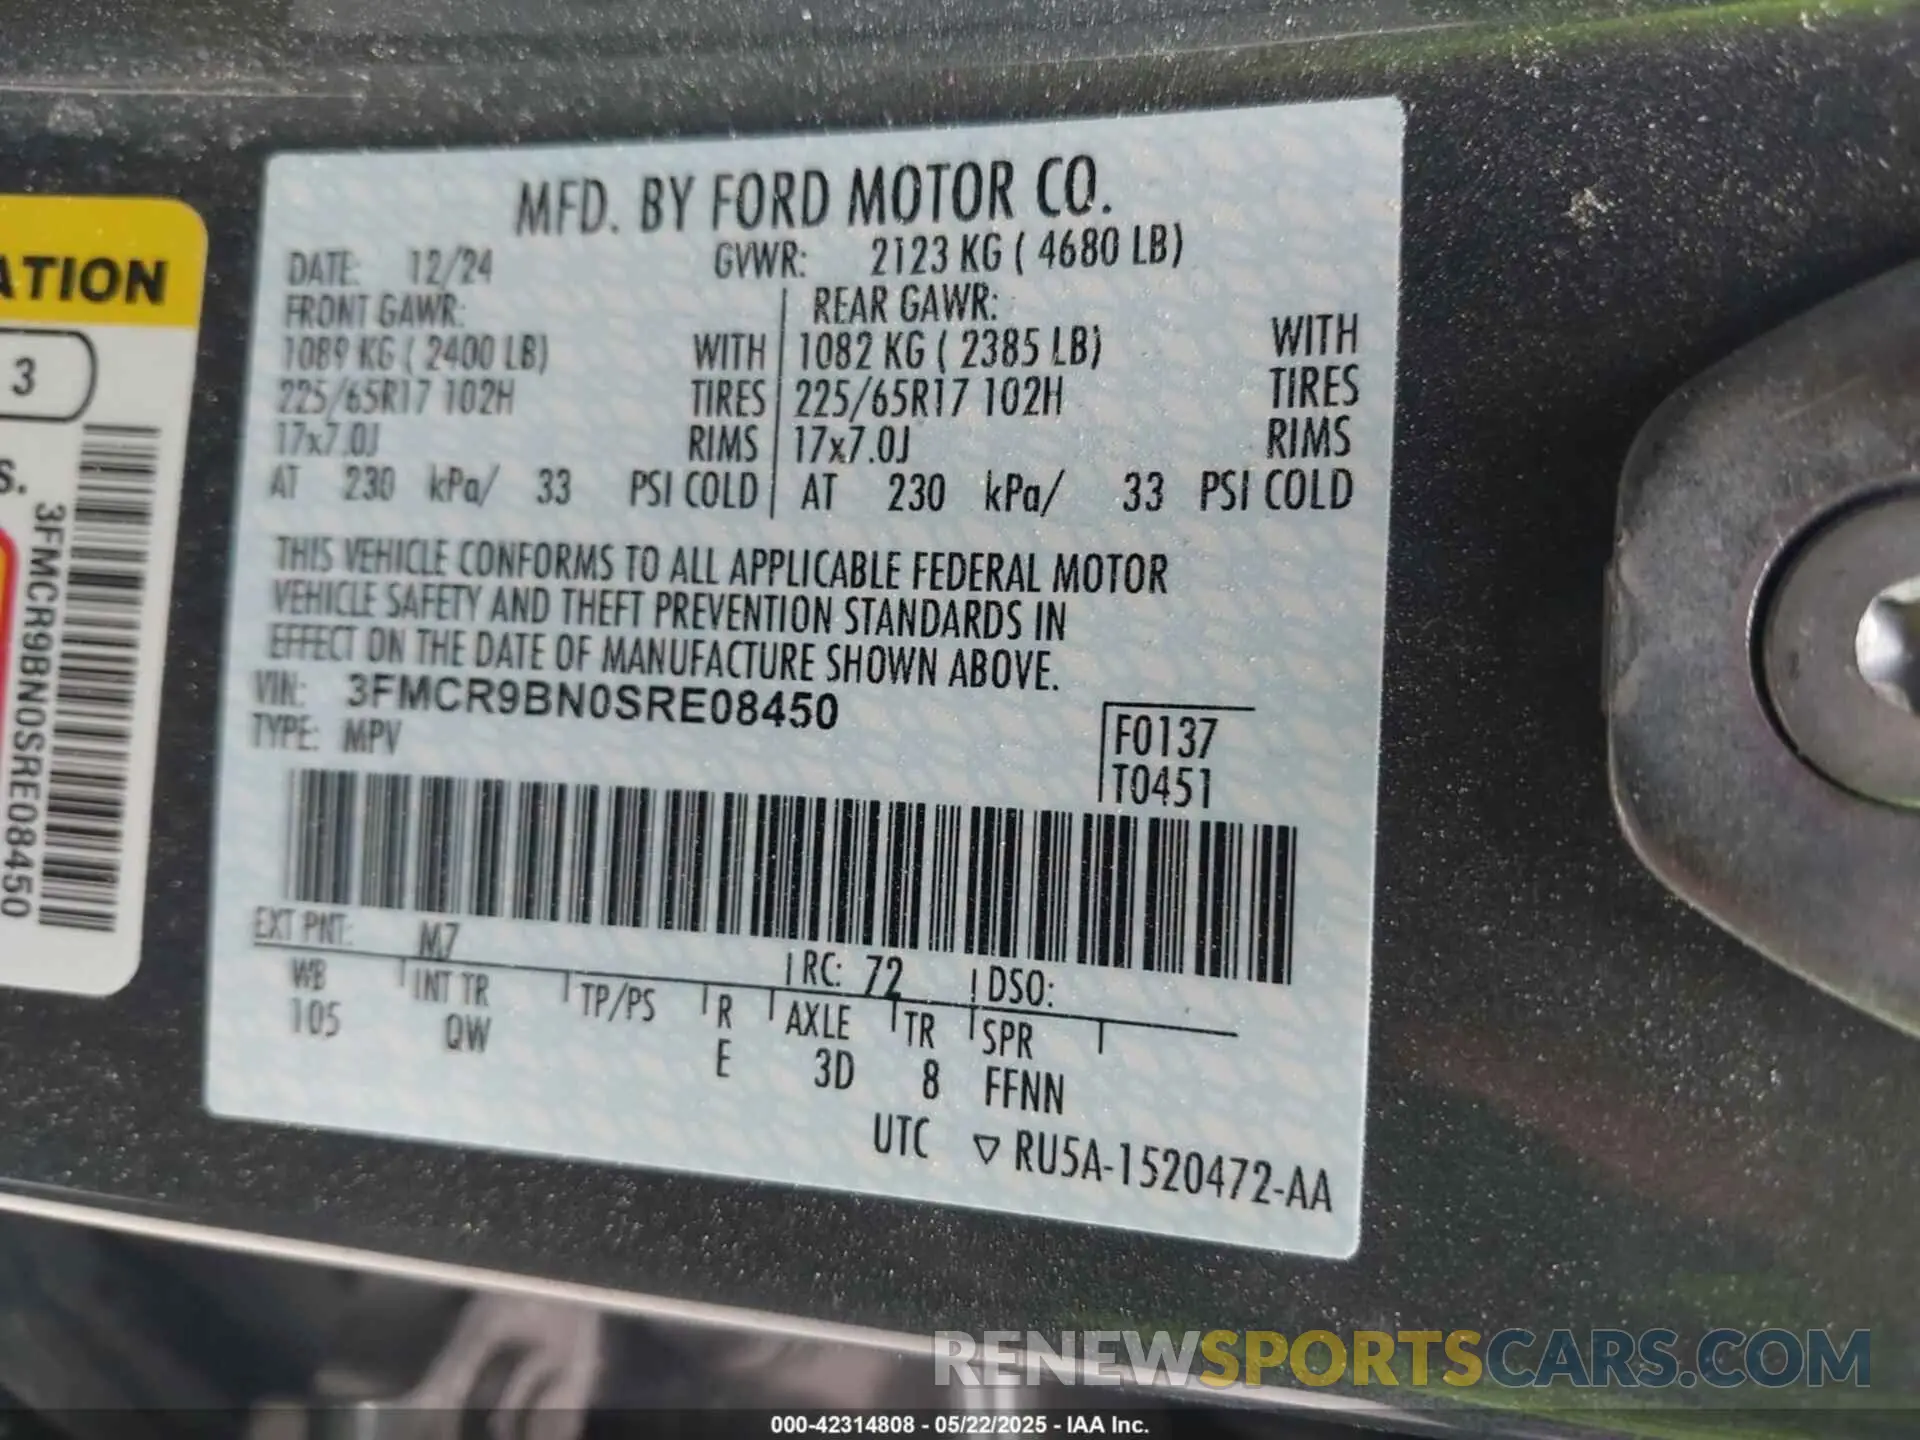 ATION
3
S.
3FMCR9BN0SRE08450
MFD. BY FORD MOTOR CO.
DATE: 12/24 GVWR: 2123 KG ( 4680 LB)
FRONT GAWR: REAR GAWR:
1089 KG ( 2400 LB) WITH 1082 KG ( 2385 LB) WITH
225/65R17 102H TIRES 225/65R17 102H TIRES
17x7.0J RIMS 17x7.0J RIMS
AT 230 kPa/ 33 PSI COLD AT 230 kPa/ 33 PSI COLD
THIS VEHICLE CONFORMS TO ALL APPLICABLE FEDERAL MOTOR
VEHICLE SAFETY AND THEFT PREVENTION STANDARDS IN
EFFECT ON THE DATE OF MANUFACTURE SHOWN ABOVE.
VIN: 3FMCR9BN0SRE08450
TYPE: MPV
F0137
T0451
EXT PNT: M7 RC: 72 DSO:
WB INT TR TP/PS R AXLE TR SPR
105 QW E 3D 8 FFNN
UTC ▽ RU5A-1520472-AA
RENEWSPORTSCARS.COM
000-42314808 - 05/22/2025 - IAA Inc.